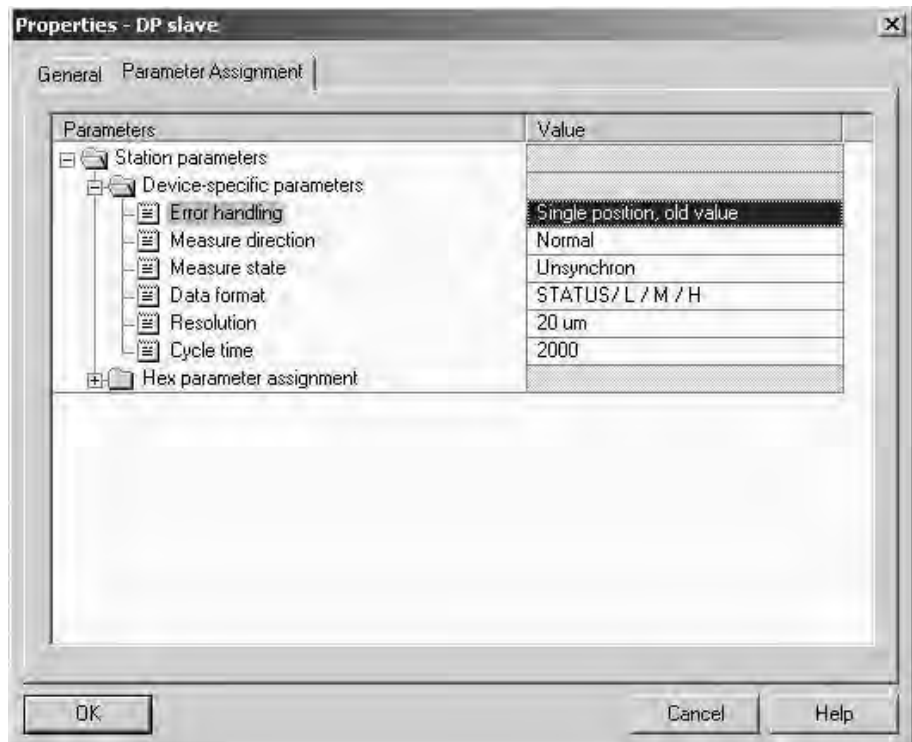 Properties - DP slave
General Parameter Assignment
Parameters Value
Station parameters
Device-specific parameters
Error handling Single position, old value
Measure direction Normal
Measure state Unsynchron
Data format STATUS/ L / M / H
Resolution 20 um
Cycle time 2000
Hex parameter assignment
OK Cancel Help